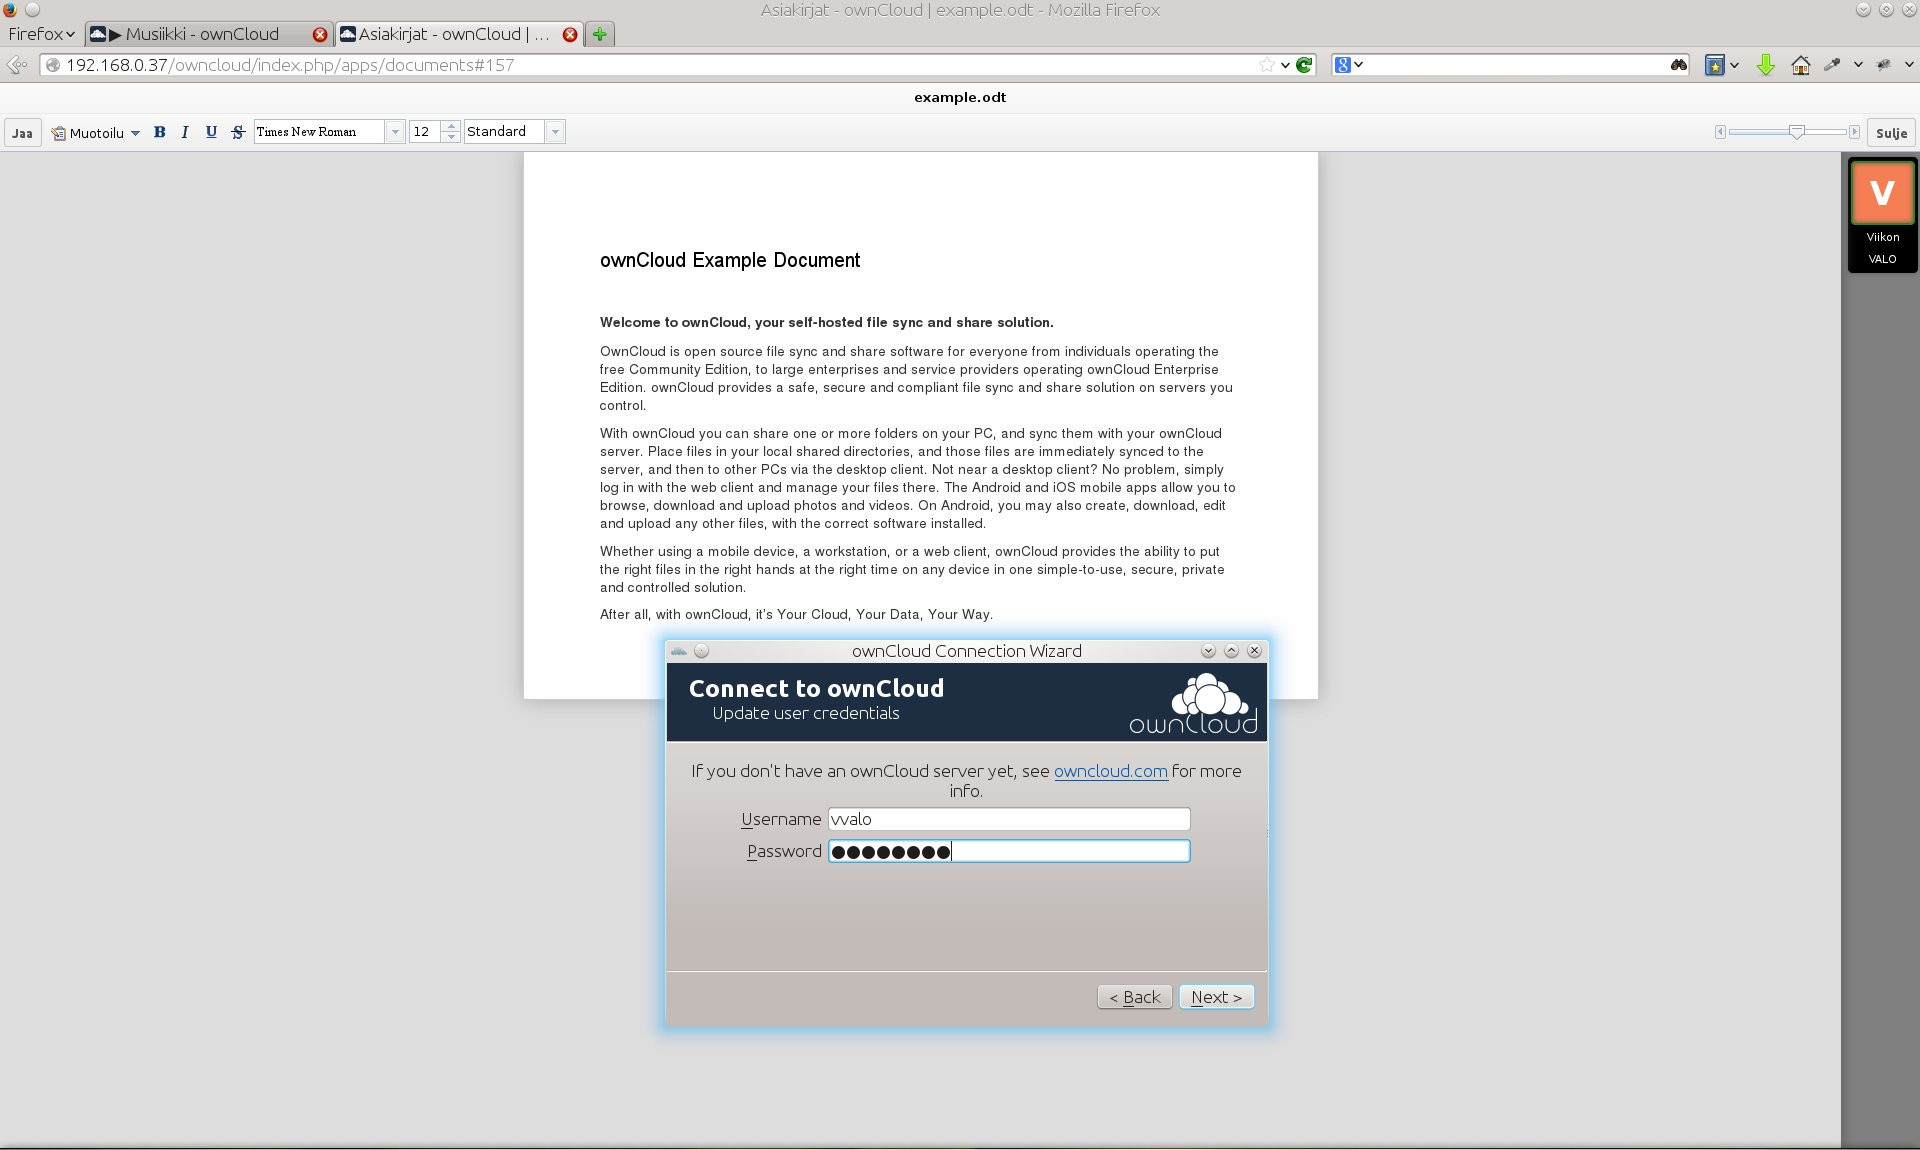 Asiakirjat - ownCloud | example.odt - Mozilla Firefox
Firefox
▶ Musiikki - ownCloud
Asiakirjat - ownCloud | ...
192.168.0.37/owncloud/index.php/apps/documents#157
example.odt
Jaa Muotoilu B I U S Times New Roman 12 Standard Sulje
V
Viikon
VALO
ownCloud Example Document
Welcome to ownCloud, your self-hosted file sync and share solution.
OwnCloud is open source file sync and share software for everyone from individuals operating the
free Community Edition, to large enterprises and service providers operating ownCloud Enterprise
Edition. ownCloud provides a safe, secure and compliant file sync and share solution on servers you
control.
With ownCloud you can share one or more folders on your PC, and sync them with your ownCloud
server. Place files in your local shared directories, and those files are immediately synced to the
server, and then to other PCs via the desktop client. Not near a desktop client? No problem, simply
log in with the web client and manage your files there. The Android and iOS mobile apps allow you to
browse, download and upload photos and videos. On Android, you may also create, download, edit
and upload any other files, with the correct software installed.
Whether using a mobile device, a workstation, or a web client, ownCloud provides the ability to put
the right files in the right hands at the right time on any device in one simple-to-use, secure, private
and controlled solution.
After all, with ownCloud, it's Your Cloud, Your Data, Your Way.
ownCloud Connection Wizard
Connect to ownCloud
Update user credentials
ownCloud
If you don't have an ownCloud server yet, see owncloud.com for more
info.
Username vvalo
Password ●●●●●●●●
< Back Next >